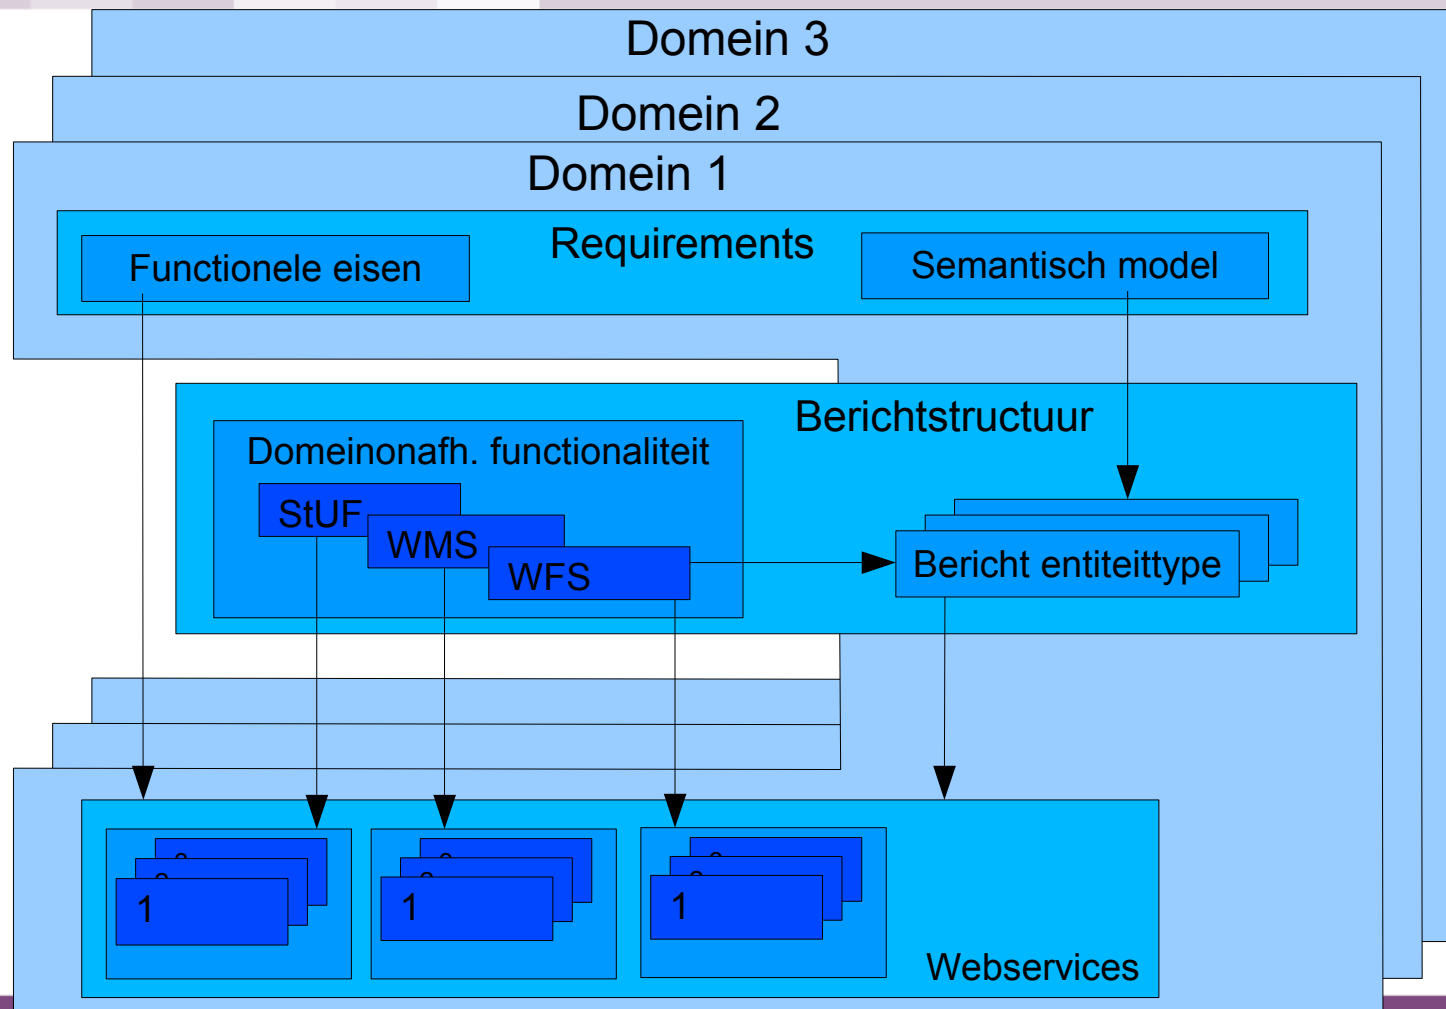 Domein 3
Domein 2
Domein 1
Requirements
Functionele eisen
Semantisch model
Berichtstructuur
Domeinonafh. functionaliteit
StUF
WMS
WFS
Bericht entiteittype
1
1
1
Webservices